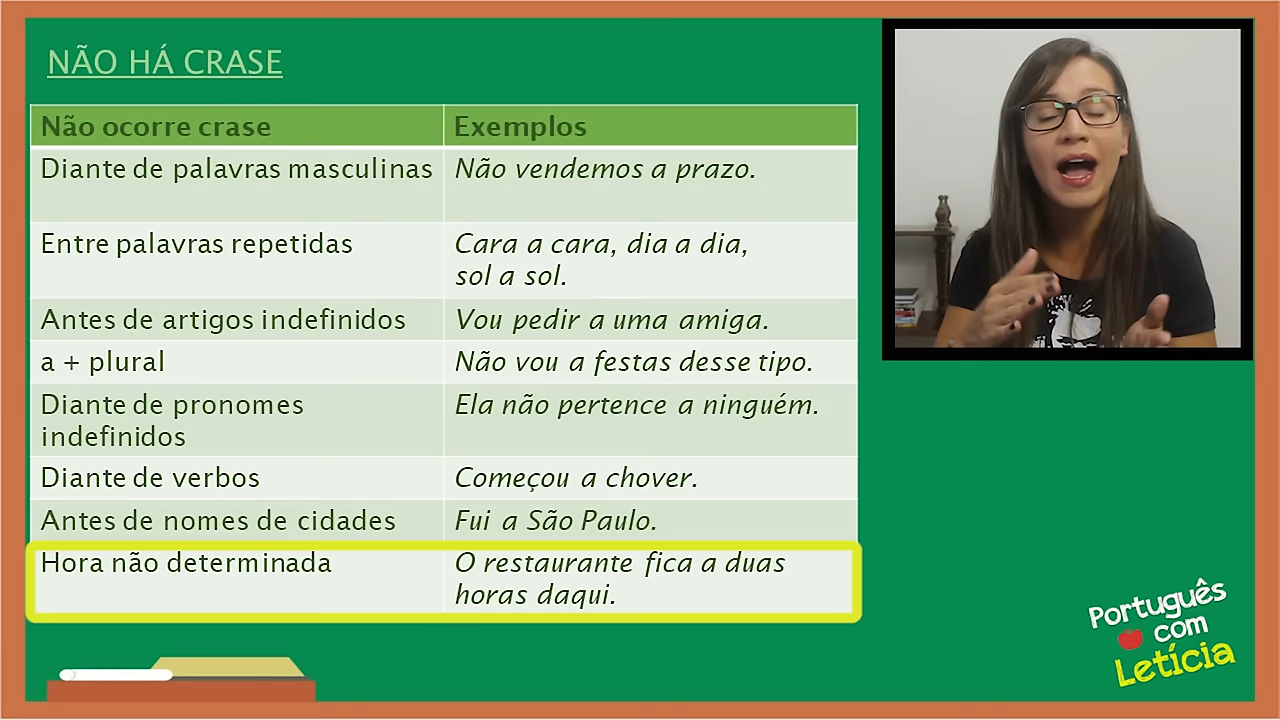 NÃO HÁ CRASE
Não ocorre crase
Exemplos
Diante de palavras masculinas
Não vendemos a prazo.
Entre palavras repetidas
Cara a cara, dia a dia,
sol a sol.
Antes de artigos indefinidos
Vou pedir a uma amiga.
a + plural
Não vou a festas desse tipo.
Diante de pronomes
indefinidos
Ela não pertence a ninguém.
Diante de verbos
Começou a chover.
Antes de nomes de cidades
Fui a São Paulo.
Hora não determinada
O restaurante fica a duas
horas daqui.
Português
com
Letícia